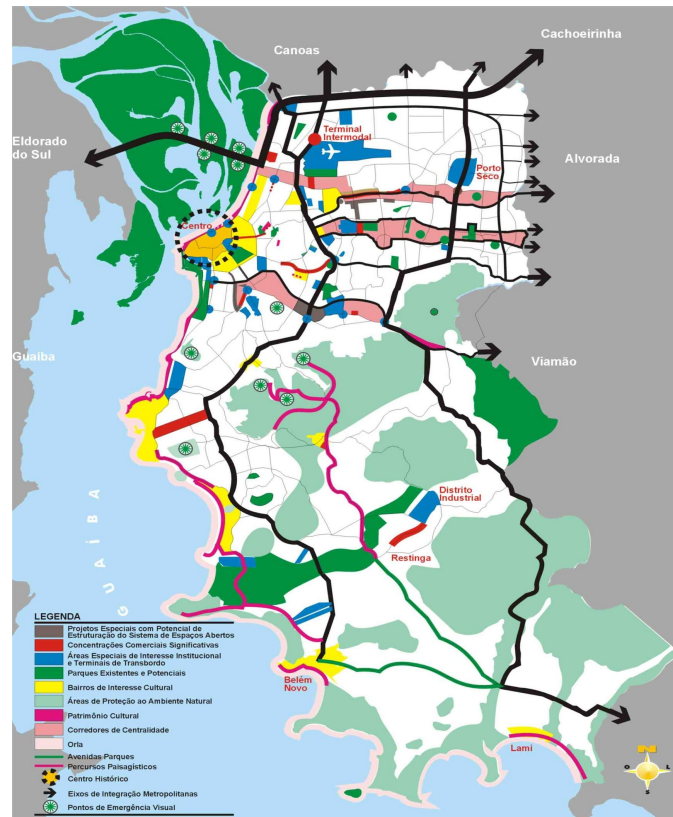 Cachoeirinha
Canoas
Terminal
Intermodal
Eldorado
do Sul
Alvorada
Porto
Seco
Centro
Guaíba
Viamão
GUAÍBA
Distrito
Industrial
Restinga
Belém
Novo
Lami
LEGENDA
Projetos Especiais com Potencial de
Estruturação do Sistema de Espaços Abertos
Concentrações Comerciais Significativas
Áreas Especiais de Interesse Institucional
e Terminais de Transbordo
Parques Existentes e Potenciais
Bairros de Interesse Cultural
Áreas de Proteção ao Ambiente Natural
Patrimônio Cultural
Corredores de Centralidade
Orla
Avenidas Parques
Percursos Paisagísticos
Centro Histórico
Eixos de Integração Metropolitanas
Pontos de Emergência Visual
N
O
L
S